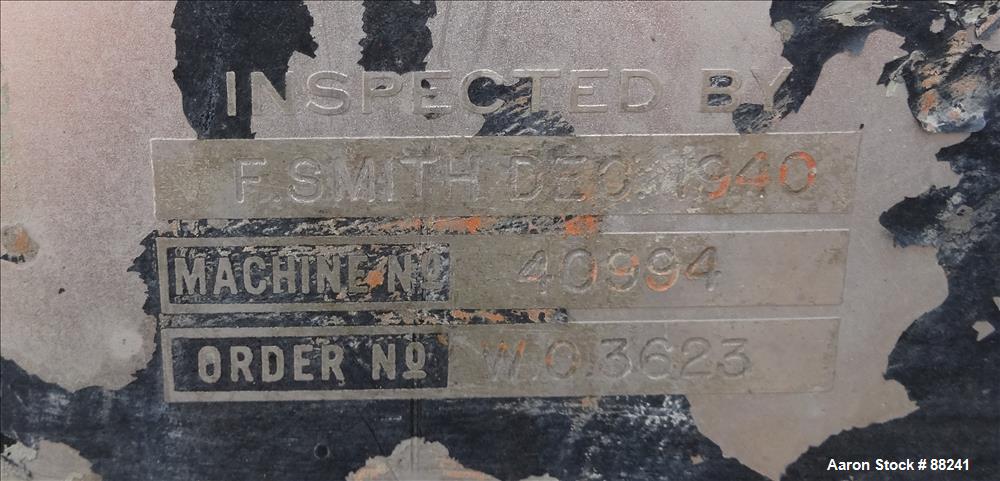 INSPECTED BY
F. SMITH DEC. 1940
MACHINE Nº 40994
ORDER Nº W.O.3623
Aaron Stock # 88241